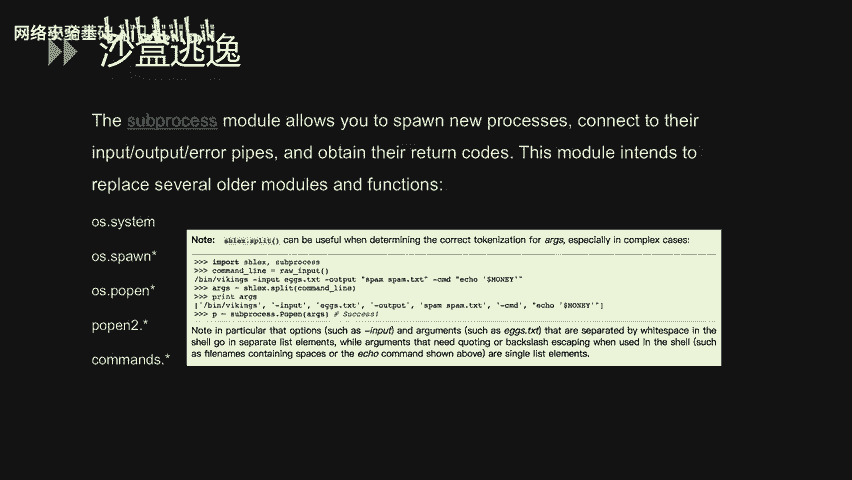 网络安全基础入门
沙盒逃逸
The subprocess module allows you to spawn new processes, connect to their
input/output/error pipes, and obtain their return codes. This module intends to
replace several older modules and functions:
os.system
os.spawn*
os.popen*
popen2.*
commands.*
Note: shlex.split() can be useful when determining the correct tokenization for args, especially in complex cases:
>>> import shlex, subprocess
>>> command_line = raw_input()
/bin/vikings -input eggs.txt -output "spam spam.txt" -cmd "echo '$MONEY'"
>>> args = shlex.split(command_line)
>>> print args
['/bin/vikings', '-input', 'eggs.txt', '-output', 'spam spam.txt', '-cmd', "echo '$MONEY'"]
>>> p = subprocess.Popen(args) # Success!
Note in particular that options (such as -input) and arguments (such as eggs.txt) that are separated by whitespace in the
shell go in separate list elements, while arguments that need quoting or backslash escaping when used in the shell (such
as filenames containing spaces or the echo command shown above) are single list elements.